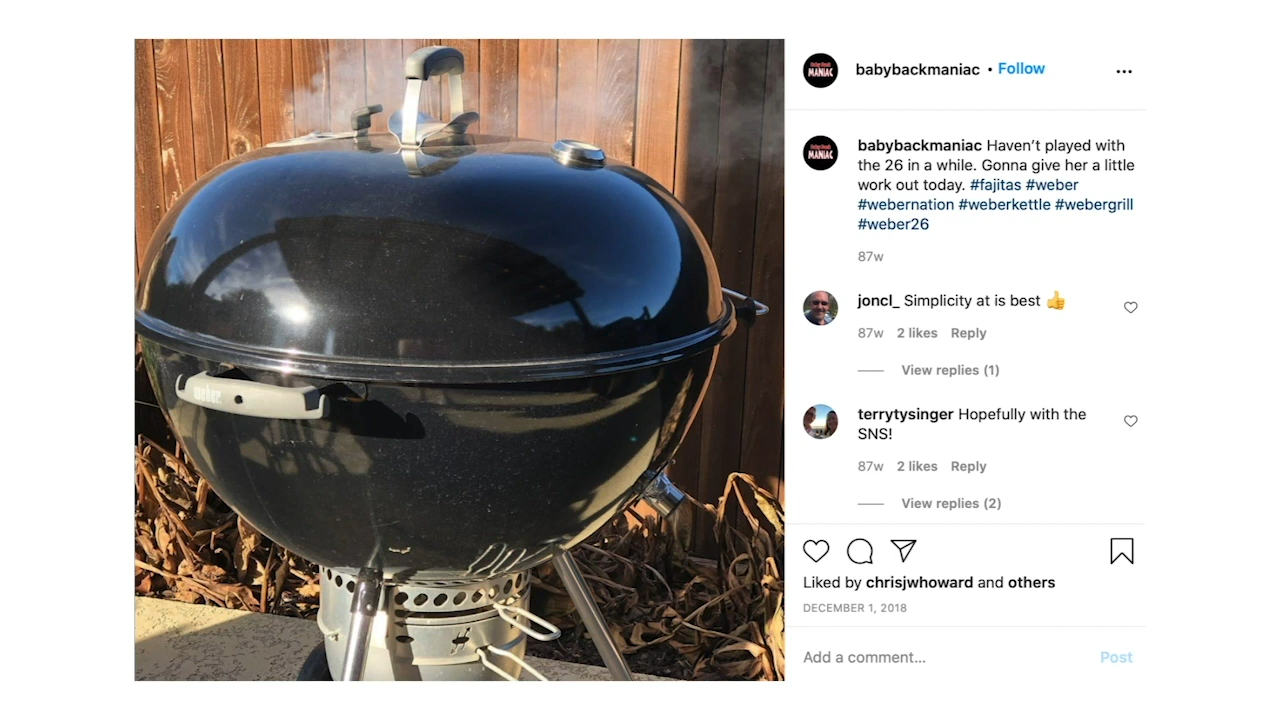 babybackmaniac • Follow
babybackmaniac Haven't played with
the 26 in a while. Gonna give her a little
work out today. #fajitas #weber
#webernation #weberkettle #webergrill
#weber26
87w
joncl_ Simplicity at is best 👍
87w 2 likes Reply
View replies (1)
terrytysinger Hopefully with the
SNS!
87w 2 likes Reply
View replies (2)
Liked by chrisjwhoward and others
DECEMBER 1, 2018
Add a comment... Post
weber
MANIAC
MANIAC